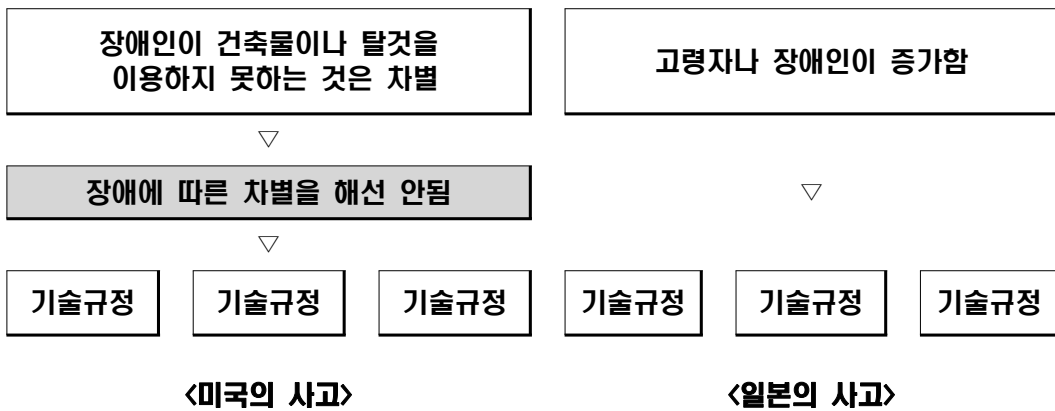 장애인이 건축물이나 탈것을
이용하지 못하는 것은 차별
고령자나 장애인이 증가함
장애에 따른 차별을 해선 안됨
기술규정 기술규정 기술규정 기술규정 기술규정 기술규정
<미국의 사고> <일본의 사고>